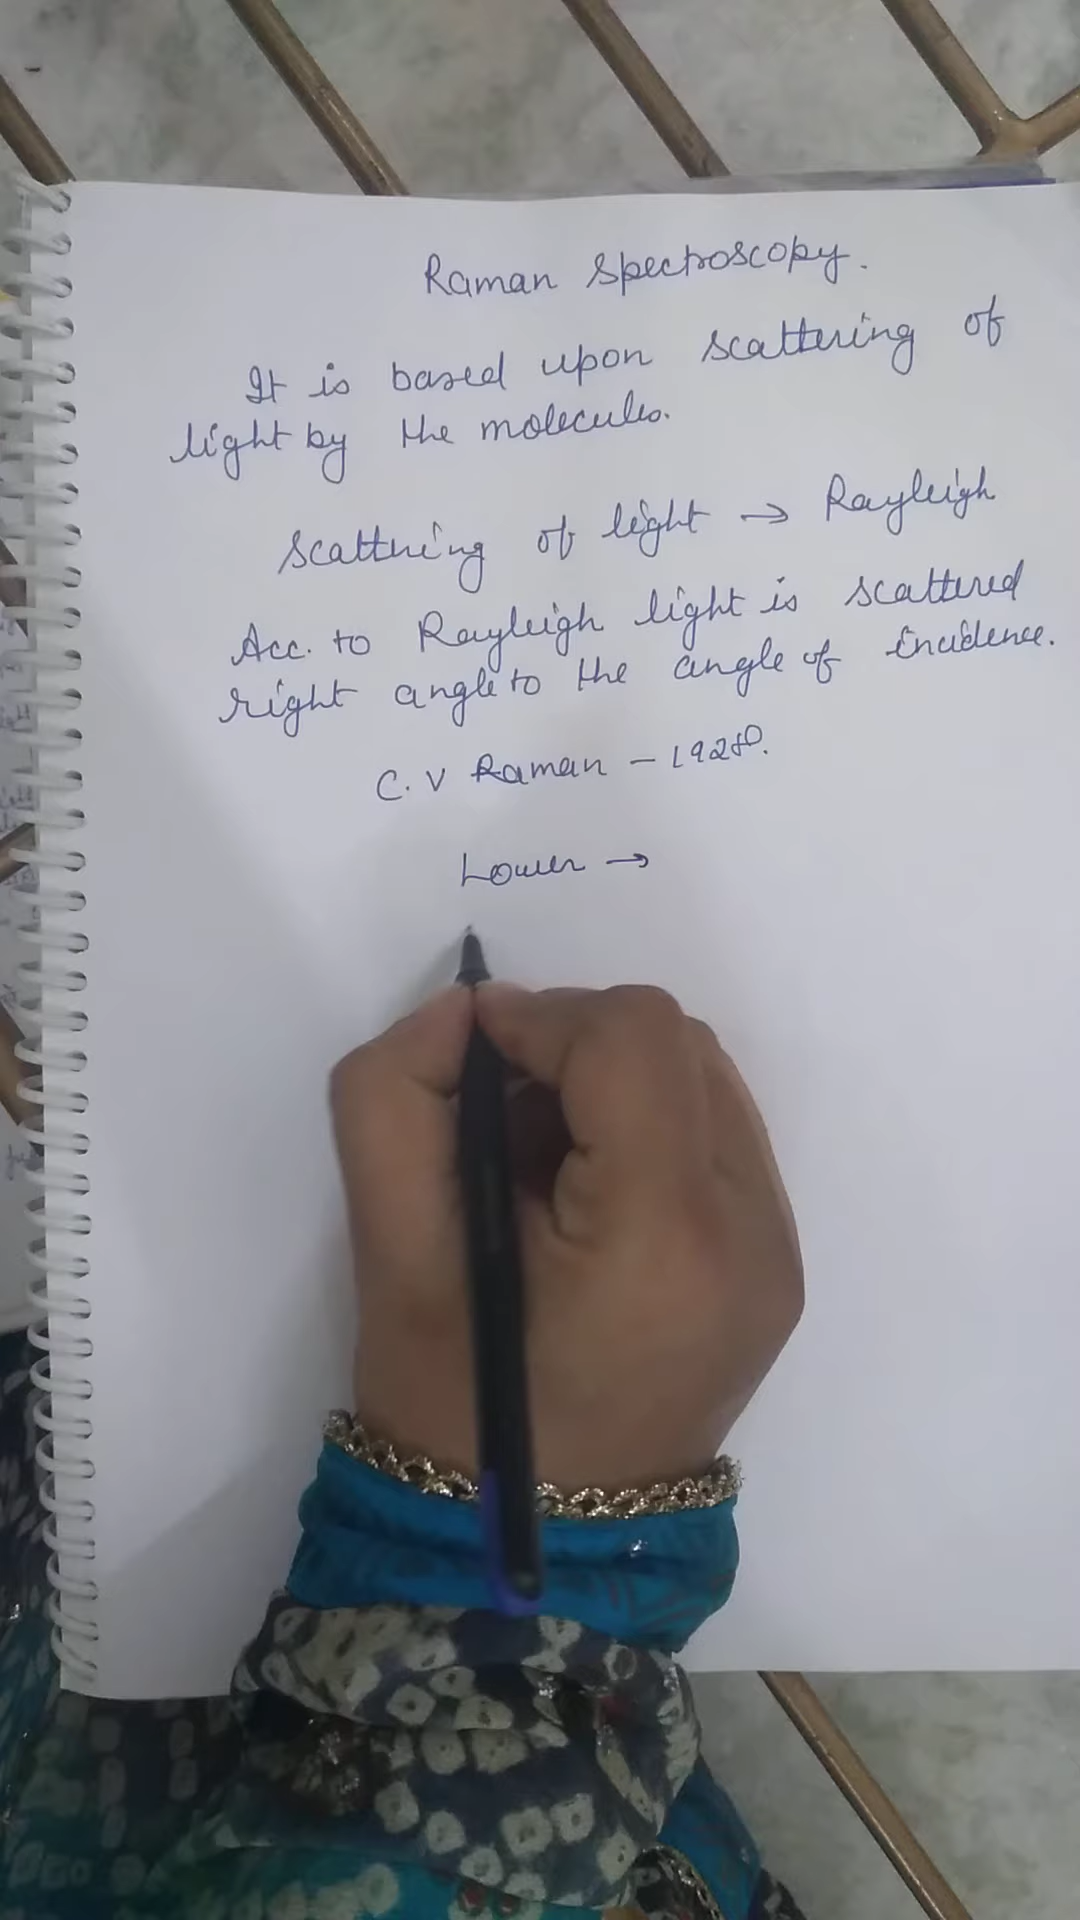 Raman Spectroscopy.
It is based upon scattering of
light by the molecules.
Scattering of light → Rayleigh
Acc. to Rayleigh light is scattered
right angle to the angle of incidence.
C. V Raman - 1928.
Lower →